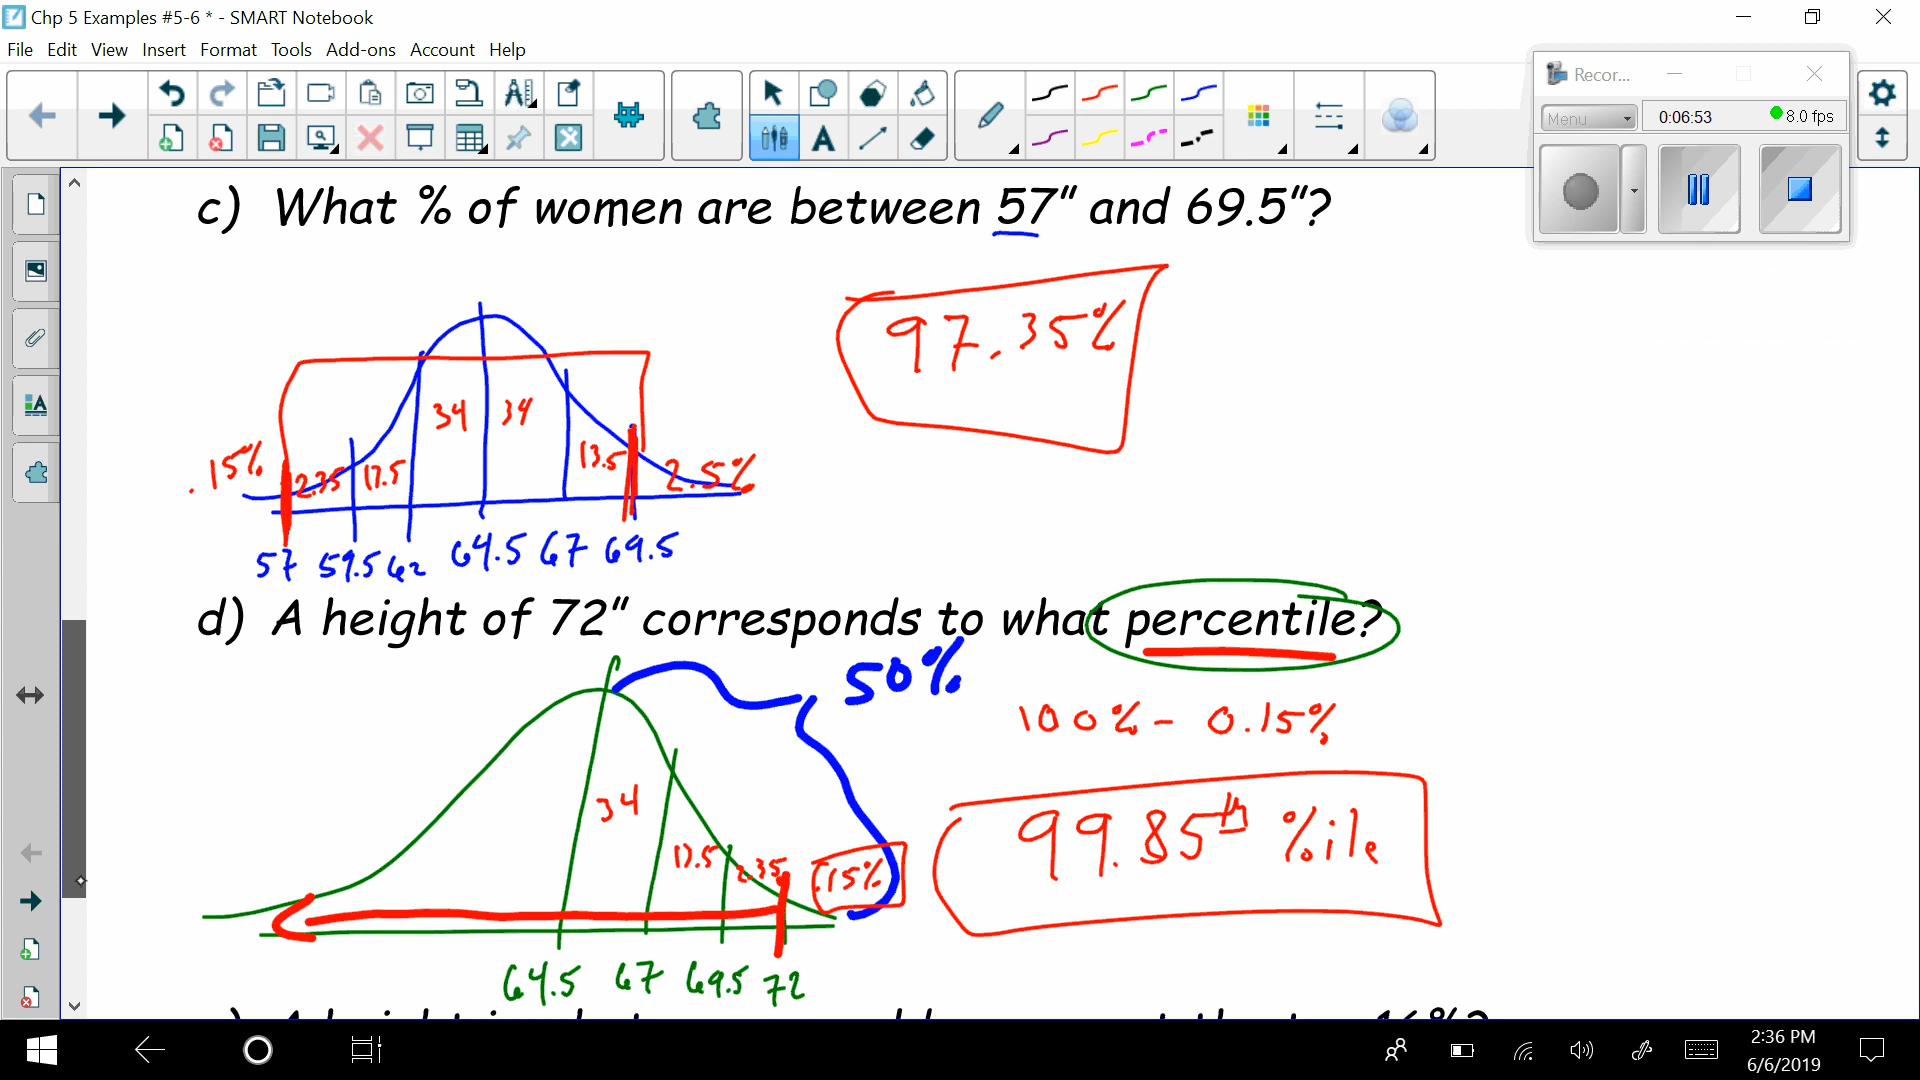 Chp 5 Examples #5-6 * - SMART Notebook
File Edit View Insert Format Tools Add-ons Account Help
Recor...
Menu
0:06:53
8.0 fps
c) What % of women are between 57" and 69.5"?
97.35%
34 34
.15% 2.35 13.5 13.5 2.5%
57 59.5 62 64.5 67 69.5
d) A height of 72" corresponds to what percentile?
50%
100% - 0.15%
34
99.85th %ile
13.5 2.35 .15%
64.5 67 69.5 72
2:36 PM
6/6/2019